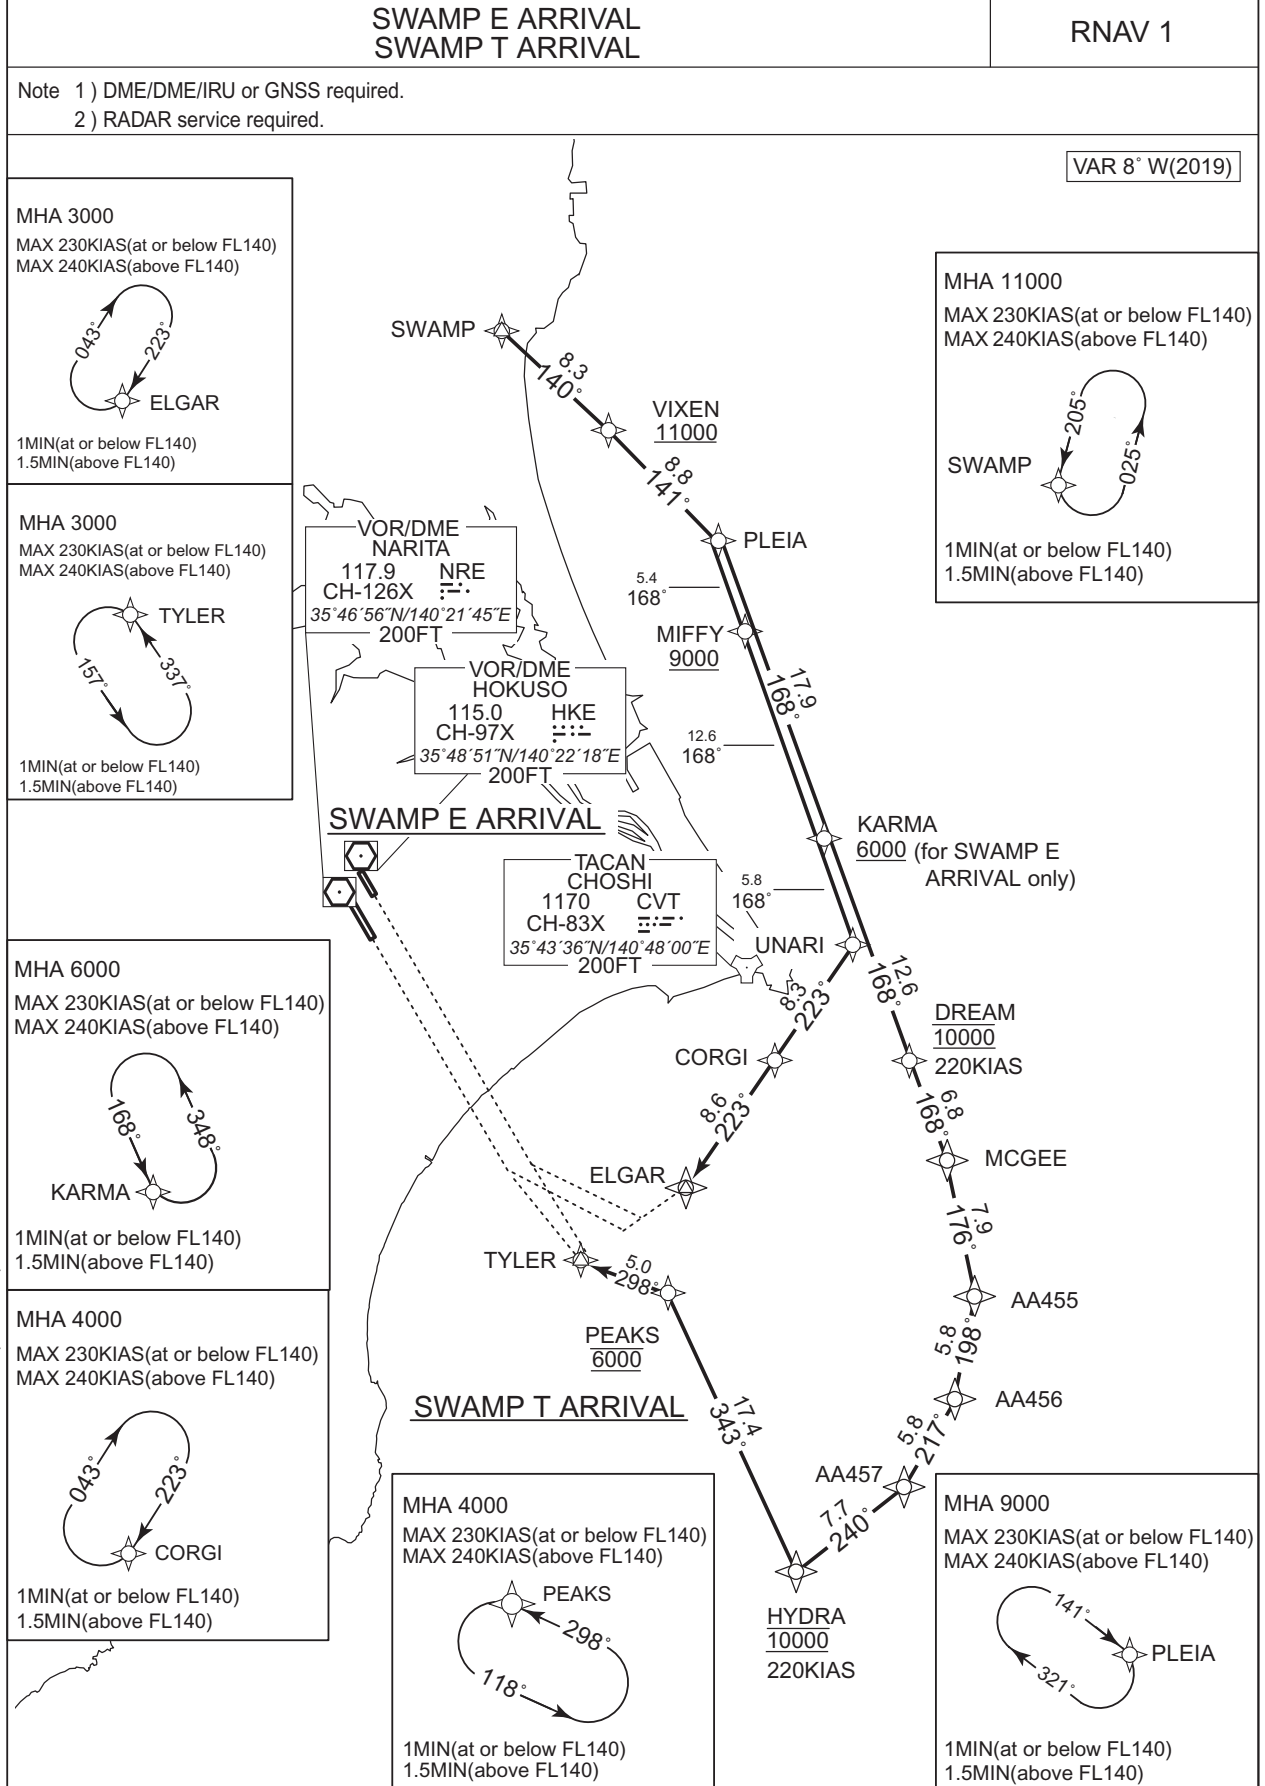 SWAMP E ARRIVAL
SWAMP T ARRIVAL
RNAV 1
Note 1 ) DME/DME/IRU or GNSS required.
2 ) RADAR service required.
VAR 8° W(2019)
MHA 3000
MAX 230KIAS(at or below FL140)
MAX 240KIAS(above FL140)
043°
223°
ELGAR
1MIN(at or below FL140)
1.5MIN(above FL140)
MHA 3000
MAX 230KIAS(at or below FL140)
MAX 240KIAS(above FL140)
TYLER
157°
337°
1MIN(at or below FL140)
1.5MIN(above FL140)
MHA 11000
MAX 230KIAS(at or below FL140)
MAX 240KIAS(above FL140)
205°
025°
SWAMP
1MIN(at or below FL140)
1.5MIN(above FL140)
SWAMP
8.3
140°
VIXEN
11000
8.8
141°
PLEIA
VOR/DME
NARITA
117.9 NRE
CH-126X
35°46′56″N/140°21′45″E
200FT
5.4
168°
MIFFY
9000
VOR/DME
HOKUSO
115.0 HKE
CH-97X
35°48′51″N/140°22′18″E
200FT
17.9
168°
12.6
168°
SWAMP E ARRIVAL
KARMA
6000 (for SWAMP E
ARRIVAL only)
TACAN
CHOSHI
1170 CVT
CH-83X
35°43′36″N/140°48′00″E
200FT
5.8
168°
UNARI
8.3
223°
12.6
168°
DREAM
10000
220KIAS
CORGI
8.6
223°
6.8
168°
MCGEE
ELGAR
7.9
176°
TYLER
5.0
298°
AA455
PEAKS
6000
5.8
198°
SWAMP T ARRIVAL
17.4
343°
AA456
5.8
217°
AA457
7.7
240°
HYDRA
10000
220KIAS
MHA 6000
MAX 230KIAS(at or below FL140)
MAX 240KIAS(above FL140)
168°
348°
KARMA
1MIN(at or below FL140)
1.5MIN(above FL140)
MHA 4000
MAX 230KIAS(at or below FL140)
MAX 240KIAS(above FL140)
043°
223°
CORGI
1MIN(at or below FL140)
1.5MIN(above FL140)
MHA 4000
MAX 230KIAS(at or below FL140)
MAX 240KIAS(above FL140)
PEAKS
298°
118°
1MIN(at or below FL140)
1.5MIN(above FL140)
MHA 9000
MAX 230KIAS(at or below FL140)
MAX 240KIAS(above FL140)
141°
PLEIA
321°
1MIN(at or below FL140)
1.5MIN(above FL140)